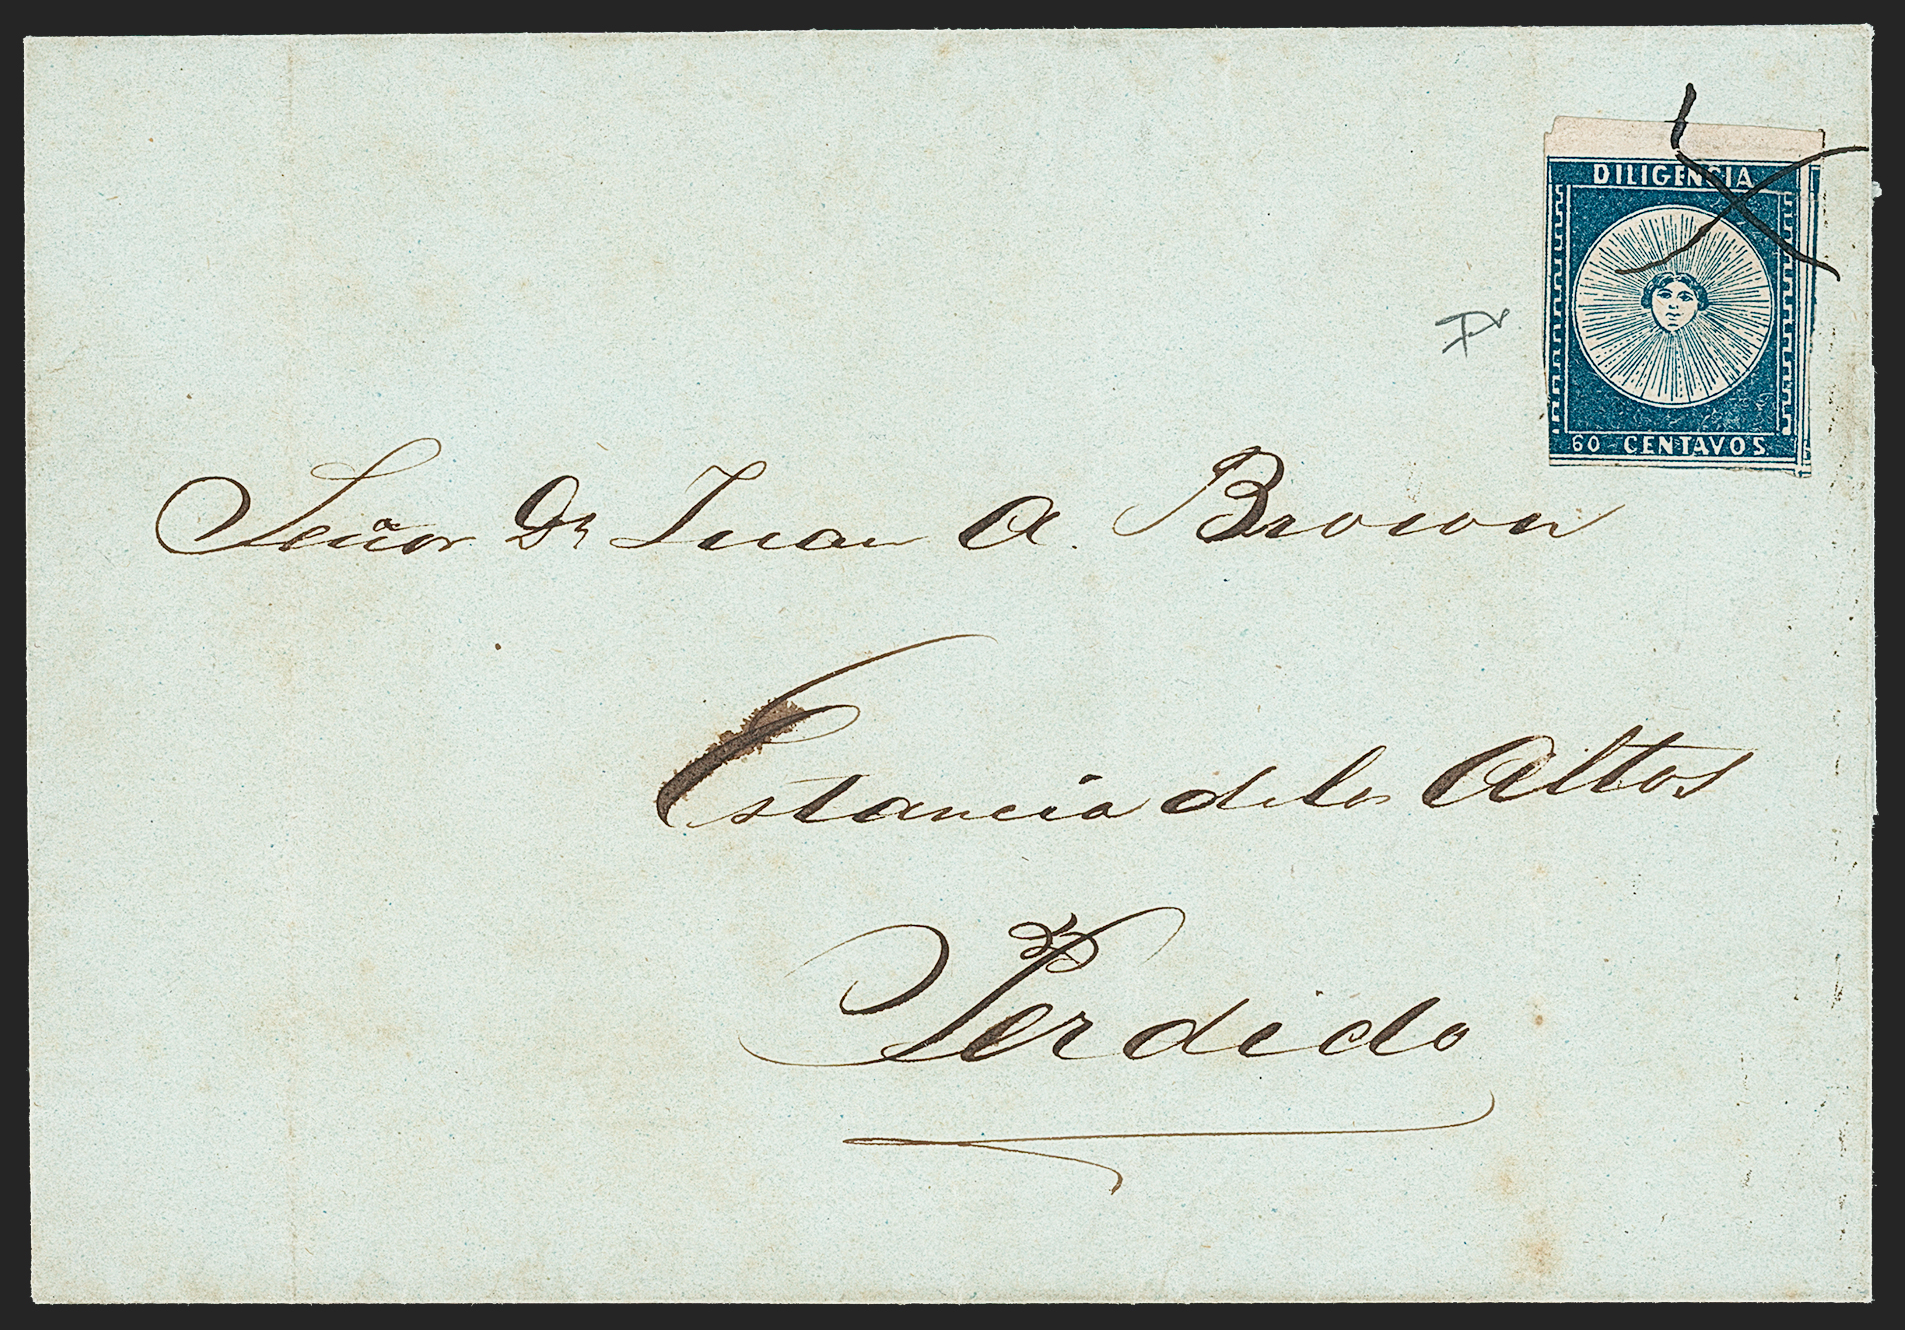 DILIGENCIA
60 CENTAVOS
Señor Dn Juan A. Brown
Estancia de los Altos
Perdido